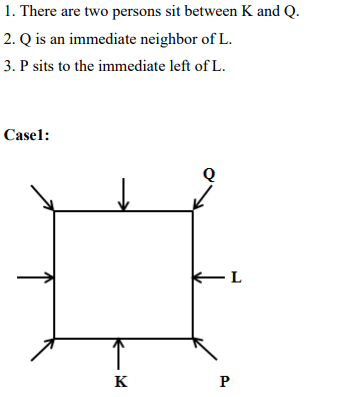 1. There are two persons sit between K and Q.
2. Q is an immediate neighbor of L.
3. P sits to the immediate left of L.
Case1:
Q
L
K P